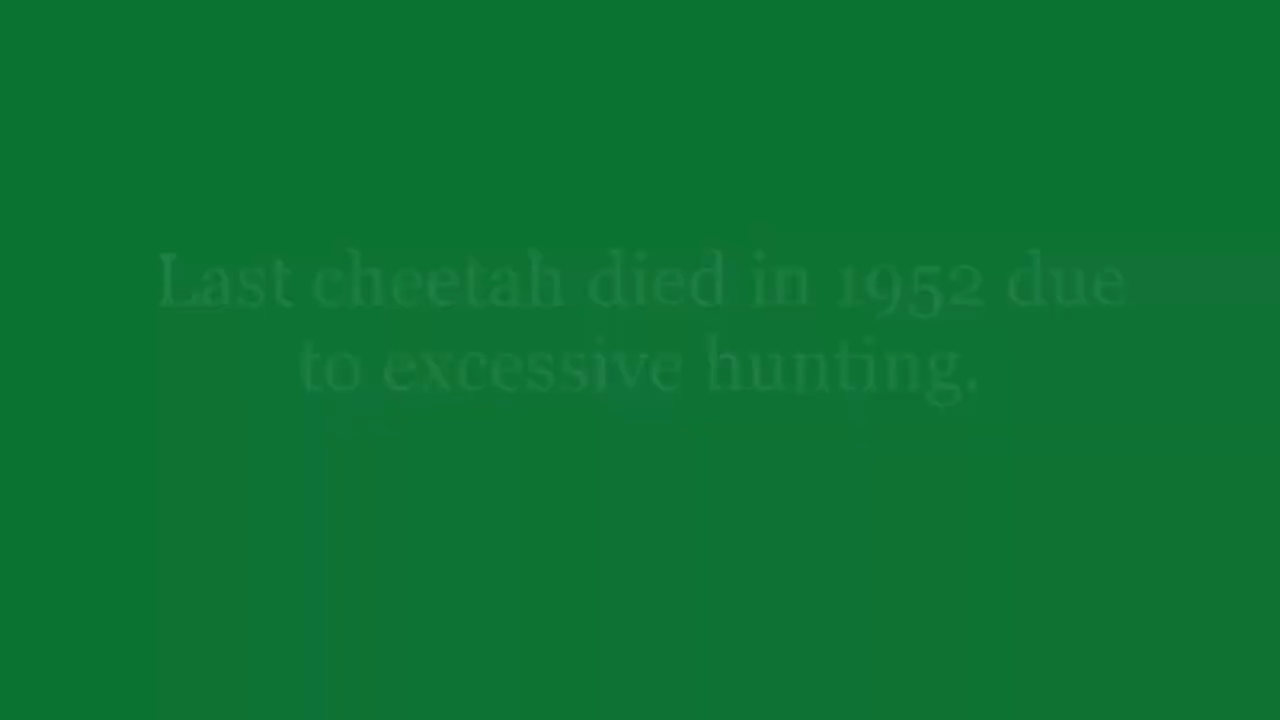 Last cheetah died in 1952 due
to excessive hunting.